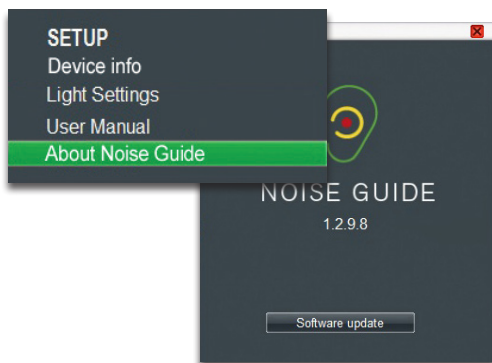 SETUP
Device info
Light Settings
User Manual
About Noise Guide
NOISE GUIDE
1.2.9.8
Software update